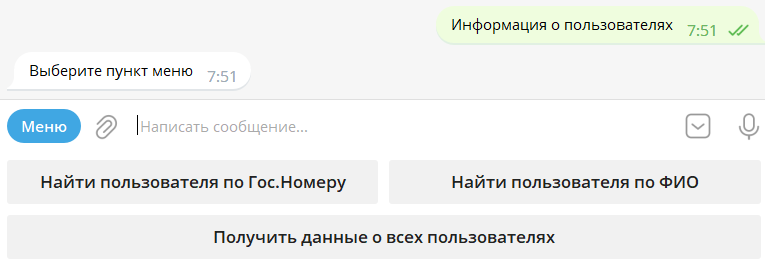 Информация о пользователях 7:51
Выберите пункт меню 7:51
Меню Написать сообщение...
Найти пользователя по Гос.Номеру Найти пользователя по ФИО
Получить данные о всех пользователях